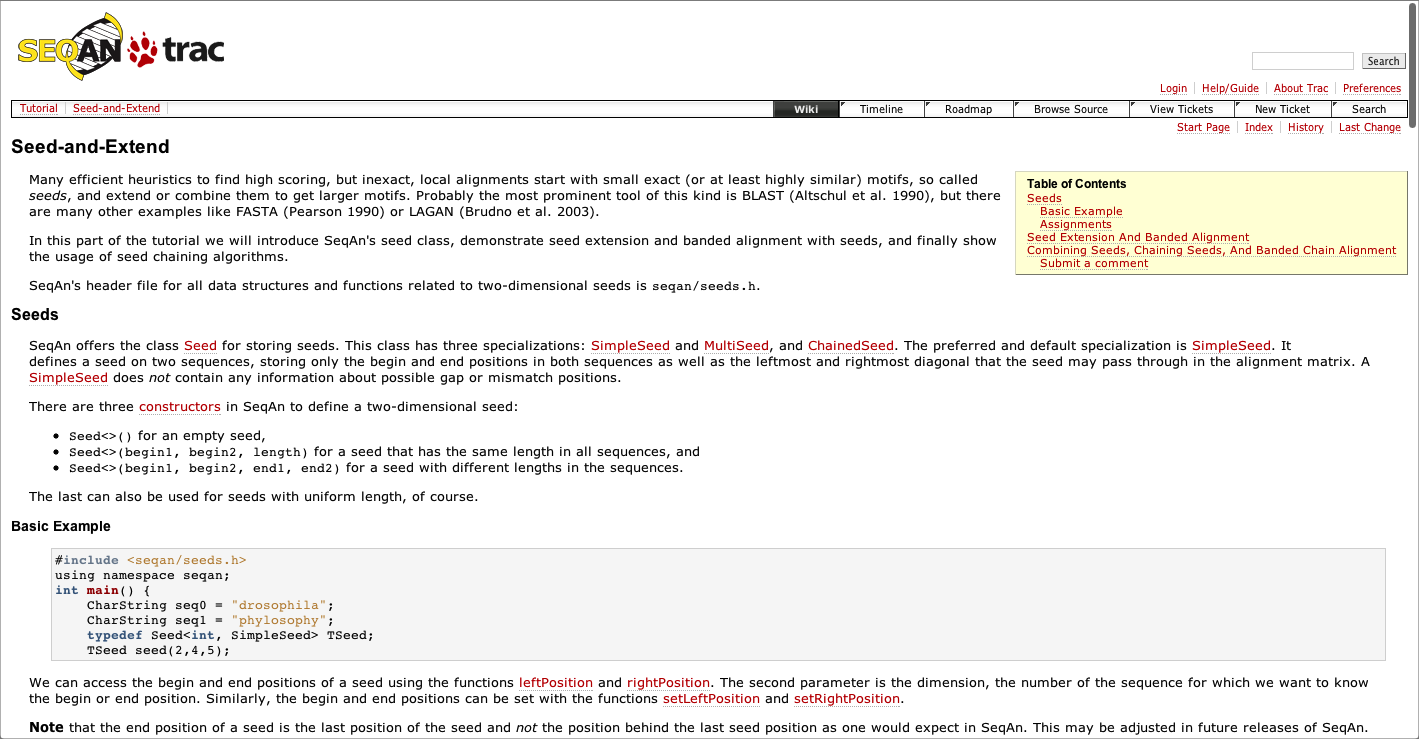 SEQAN trac
Search
Login Help/Guide About Trac Preferences
Tutorial Seed-and-Extend Wiki Timeline Roadmap Browse Source View Tickets New Ticket Search
Start Page Index History Last Change
Seed-and-Extend
Many efficient heuristics to find high scoring, but inexact, local alignments start with small exact (or at least highly similar) motifs, so called
seeds, and extend or combine them to get larger motifs. Probably the most prominent tool of this kind is BLAST (Altschul et al. 1990), but there
are many other examples like FASTA (Pearson 1990) or LAGAN (Brudno et al. 2003).
In this part of the tutorial we will introduce SeqAn's seed class, demonstrate seed extension and banded alignment with seeds, and finally show
the usage of seed chaining algorithms.
SeqAn's header file for all data structures and functions related to two-dimensional seeds is seqan/seeds.h.
Table of Contents
Seeds
Basic Example
Assignments
Seed Extension And Banded Alignment
Combining Seeds, Chaining Seeds, And Banded Chain Alignment
Submit a comment
Seeds
SeqAn offers the class Seed for storing seeds. This class has three specializations: SimpleSeed and MultiSeed, and ChainedSeed. The preferred and default specialization is SimpleSeed. It
defines a seed on two sequences, storing only the begin and end positions in both sequences as well as the leftmost and rightmost diagonal that the seed may pass through in the alignment matrix. A
SimpleSeed does not contain any information about possible gap or mismatch positions.
There are three constructors in SeqAn to define a two-dimensional seed:
• Seed<>() for an empty seed,
• Seed<>(begin1, begin2, length) for a seed that has the same length in all sequences, and
• Seed<>(begin1, begin2, end1, end2) for a seed with different lengths in the sequences.
The last can also be used for seeds with uniform length, of course.
Basic Example
#include <seqan/seeds.h>
using namespace seqan;
int main() {
CharString seq0 = "drosophila";
CharString seq1 = "phylosophy";
typedef Seed<int, SimpleSeed> TSeed;
TSeed seed(2,4,5);
We can access the begin and end positions of a seed using the functions leftPosition and rightPosition. The second parameter is the dimension, the number of the sequence for which we want to know
the begin or end position. Similarly, the begin and end positions can be set with the functions setLeftPosition and setRightPosition.
Note that the end position of a seed is the last position of the seed and not the position behind the last seed position as one would expect in SeqAn. This may be adjusted in future releases of SeqAn.